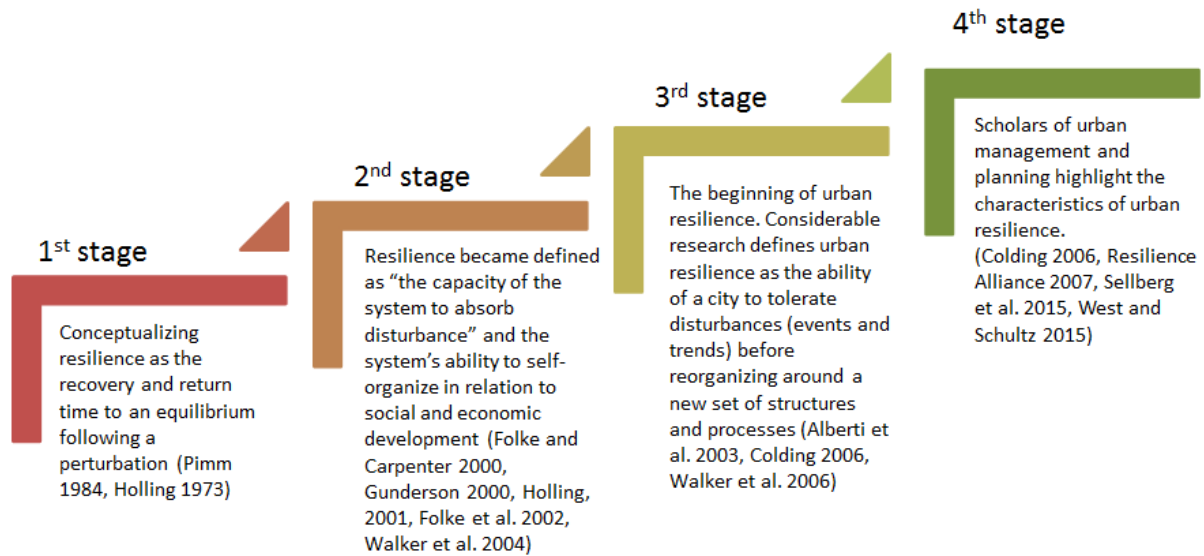 1st stage
Conceptualizing
resilience as the
recovery and return
time to an equilibrium
following a
perturbation (Pimm
1984, Holling 1973)
2nd stage
Resilience became defined
as “the capacity of the
system to absorb
disturbance” and the
system’s ability to self-
organize in relation to
social and economic
development (Folke and
Carpenter 2000,
Gunderson 2000, Holling,
2001, Folke et al. 2002,
Walker et al. 2004)
3rd stage
The beginning of urban
resilience. Considerable
research defines urban
resilience as the ability
of a city to tolerate
disturbances (events and
trends) before
reorganizing around a
new set of structures
and processes (Alberti et
al. 2003, Colding 2006,
Walker et al. 2006)
4th stage
Scholars of urban
management and
planning highlight the
characteristics of urban
resilience.
(Colding 2006, Resilience
Alliance 2007, Sellberg
et al. 2015, West and
Schultz 2015)